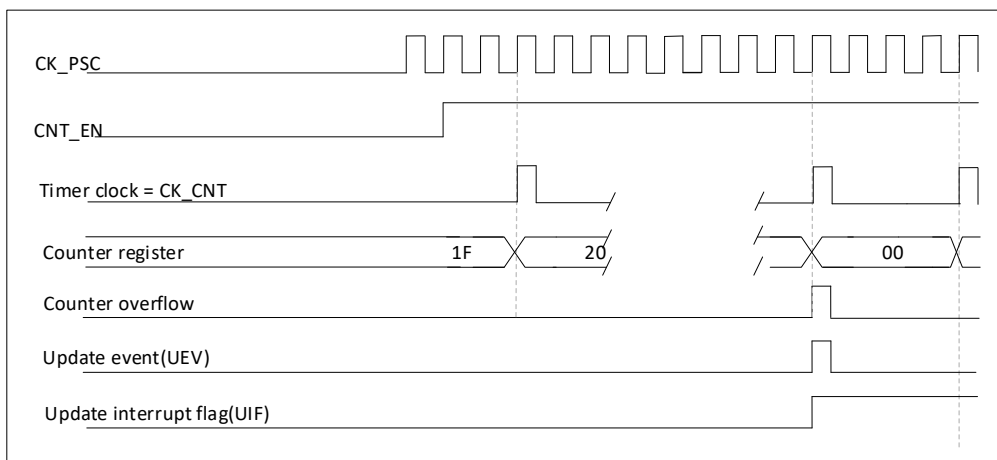 CK_PSC
CNT_EN
Timer clock = CK_CNT
Counter register 1F 20 00
Counter overflow
Update event(UEV)
Update interrupt flag(UIF)